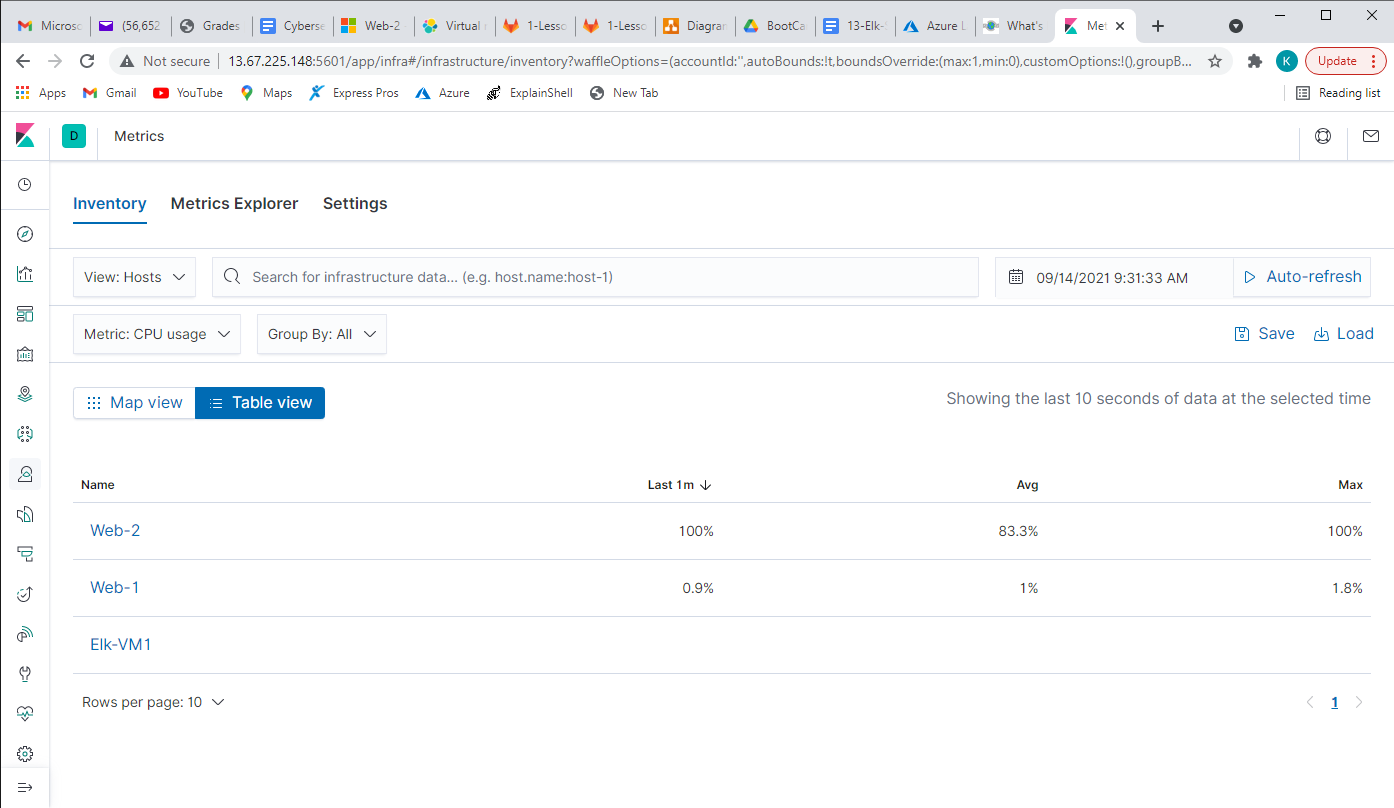 Microso (56,652 Grades Cyberse Web-2 Virtual 1-Lesso 1-Lesso Diagram BootCa 13-Elk- Azure L What's Met
Not secure 13.67.225.148:5601/app/infra#/infrastructure/inventory?waffleOptions=(accountId:'',autoBounds:!t,boundsOverride:(max:1,min:0),customOptions:!(),groupB... K Update
Apps Gmail YouTube Maps Express Pros Azure ExplainShell New Tab Reading list
D Metrics
Inventory Metrics Explorer Settings
View: Hosts Search for infrastructure data... (e.g. host.name:host-1) 09/14/2021 9:31:33 AM Auto-refresh
Metric: CPU usage Group By: All Save Load
Map view Table view Showing the last 10 seconds of data at the selected time
Name Last 1m Avg Max
Web-2 100% 83.3% 100%
Web-1 0.9% 1% 1.8%
Elk-VM1
Rows per page: 10 1